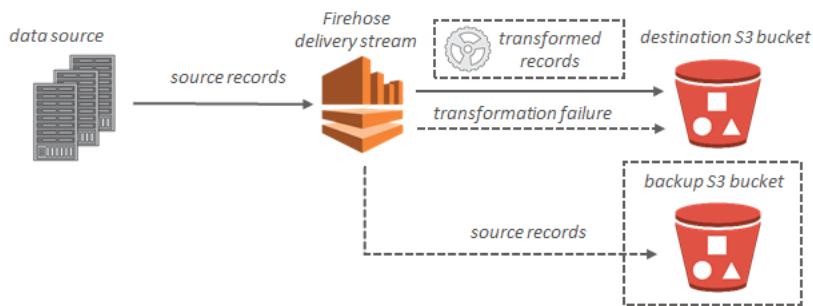 data source
source records
Firehose
delivery stream
transformed
records
transformation failure
destination S3 bucket
backup S3 bucket
source records